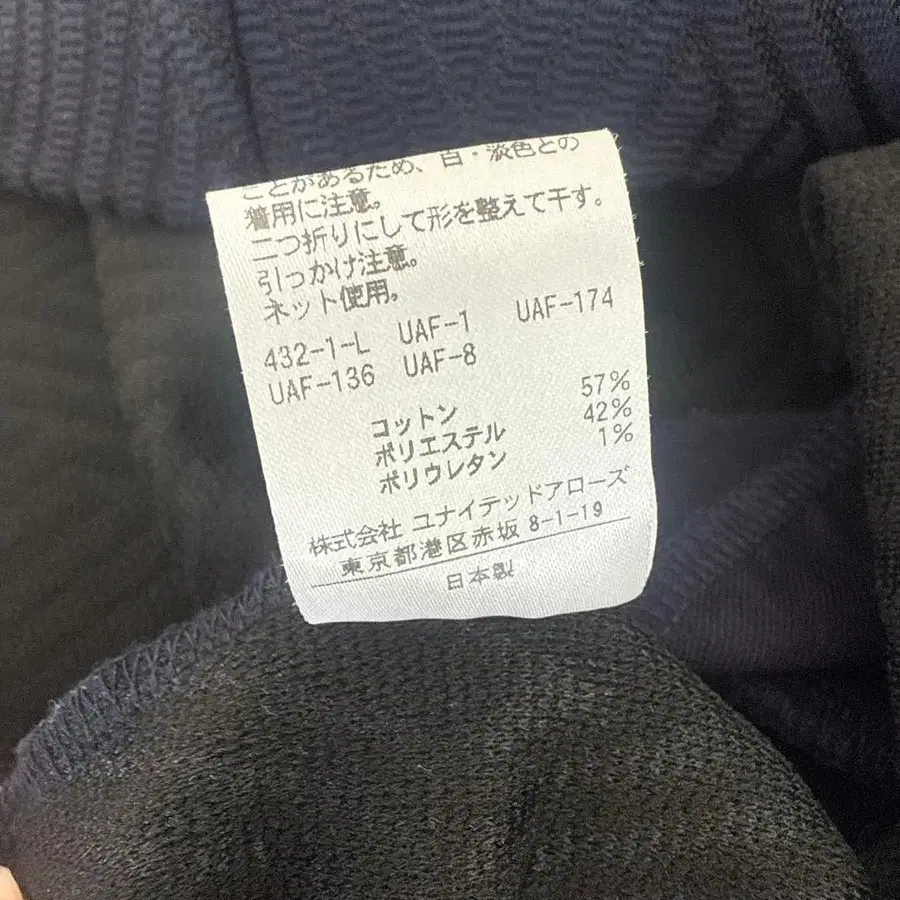 ことがあるため、白・淡色との
着用に注意。
二つ折りにして形を整えて干す。
引っかけ注意。
ネット使用。
432-1-L UAF-1 UAF-174
UAF-136 UAF-8
コットン 57%
ポリエステル 42%
ポリウレタン 1%
株式会社 ユナイテッドアローズ
東京都港区赤坂 8-1-19
日本製